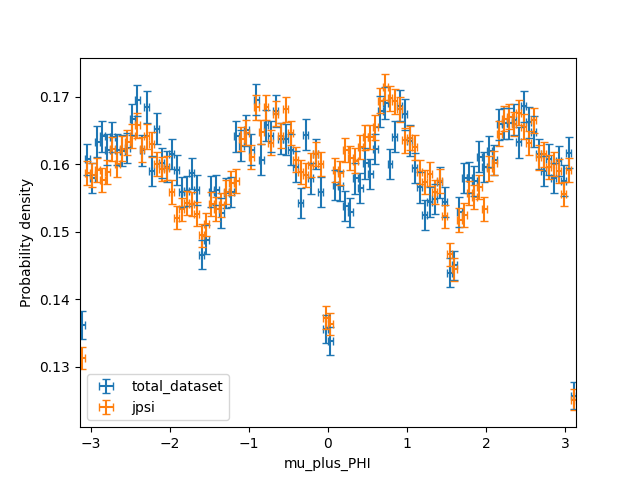 0.17
0.16
0.15
0.14
0.13
Probability density
total_dataset
jpsi
−3 −2 −1 0 1 2 3
mu_plus_PHI